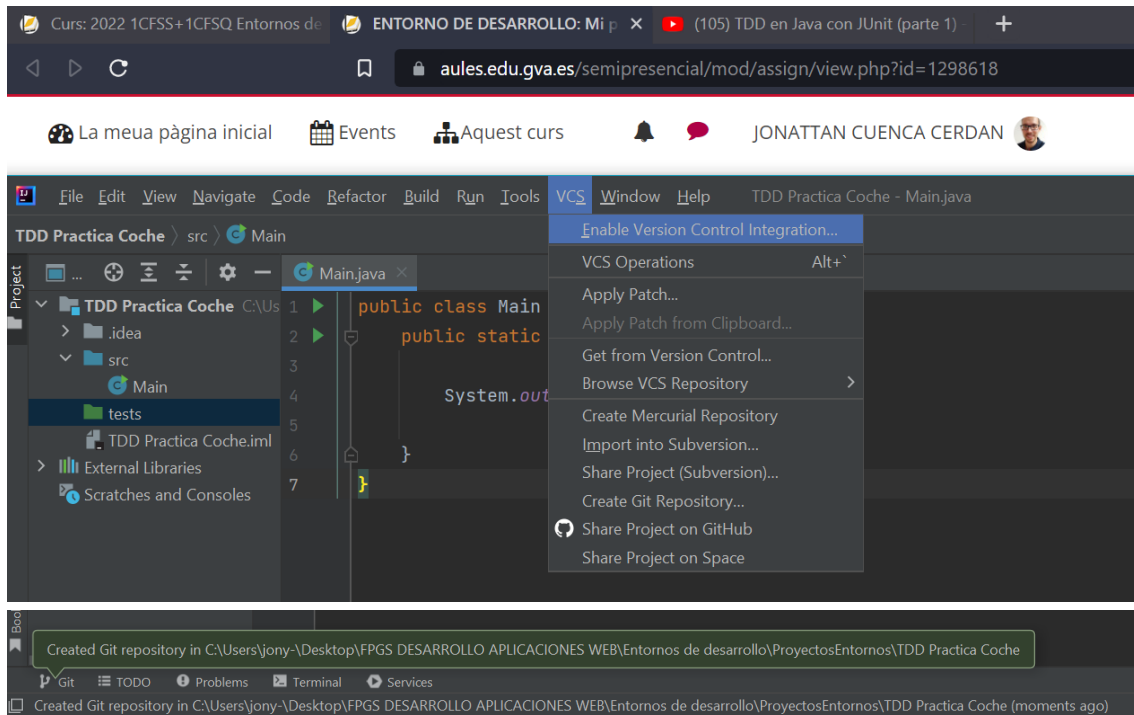 Curs: 2022 1CFSS+1CFSQ Entornos de
ENTORNO DE DESARROLLO: Mi p
(105) TDD en Java con JUnit (parte 1) -
aules.edu.gva.es/semipresencial/mod/assign/view.php?id=1298618
La meua pàgina inicial
Events
Aquest curs
JONATTAN CUENCA CERDAN
File Edit View Navigate Code Refactor Build Run Tools VCS Window Help TDD Practica Coche - Main.java
TDD Practica Coche src Main
Enable Version Control Integration...
VCS Operations Alt+`
Apply Patch...
Apply Patch from Clipboard...
Get from Version Control...
Browse VCS Repository
Create Mercurial Repository
Import into Subversion...
Share Project (Subversion)...
Create Git Repository...
Share Project on GitHub
Share Project on Space
Project
...
Main.java
TDD Practica Coche C:\Us
.idea
src
Main
tests
TDD Practica Coche.iml
External Libraries
Scratches and Consoles
1 public class Main
2 public static
3
4 System.out
5
6 }
7 }
Boo
Created Git repository in C:\Users\jony-\Desktop\FPGS DESARROLLO APLICACIONES WEB\Entornos de desarrollo\ProyectosEntornos\TDD Practica Coche
Git TODO Problems Terminal Services
Created Git repository in C:\Users\jony-\Desktop\FPGS DESARROLLO APLICACIONES WEB\Entornos de desarrollo\ProyectosEntornos\TDD Practica Coche (moments ago)